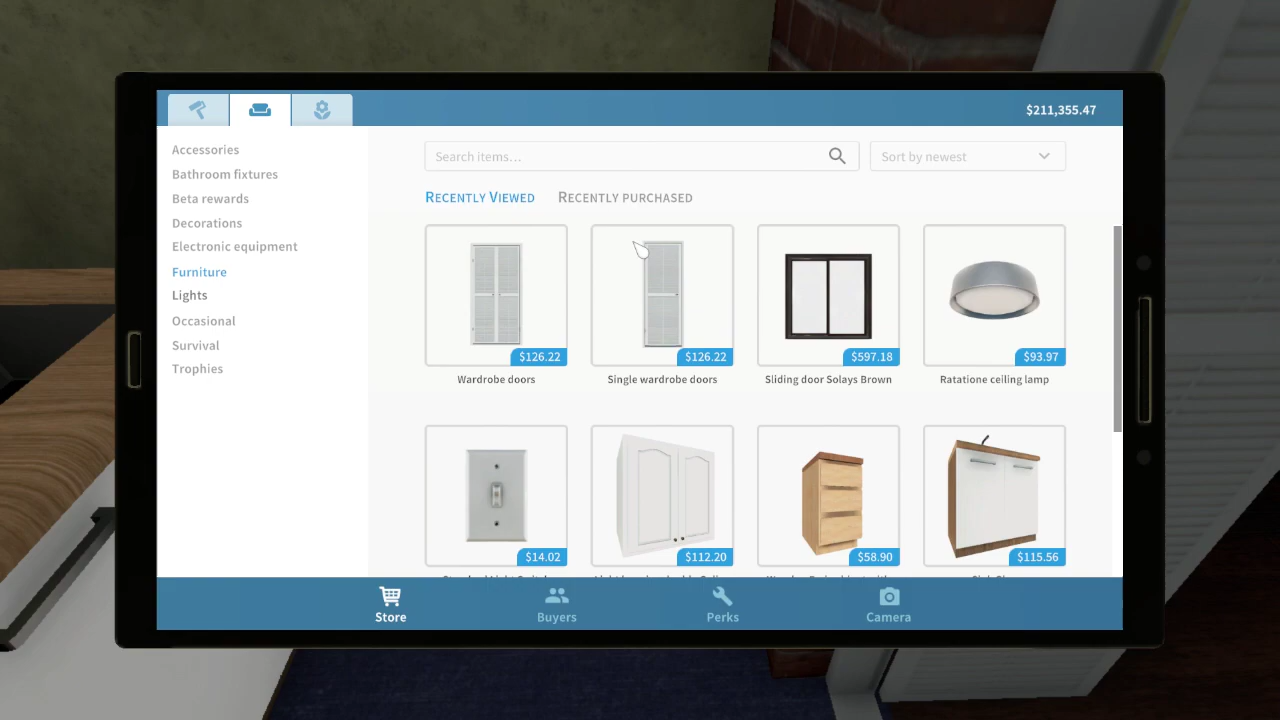 $211,355.47
Accessories
Bathroom fixtures
Beta rewards
Decorations
Electronic equipment
Furniture
Lights
Occasional
Survival
Trophies
Search items...
Sort by newest
RECENTLY VIEWED
RECENTLY PURCHASED
$126.22
$126.22
$597.18
$93.97
Wardrobe doors
Single wardrobe doors
Sliding door Solays Brown
Ratatione ceiling lamp
$14.02
$112.20
$58.90
$115.56
Store
Buyers
Perks
Camera